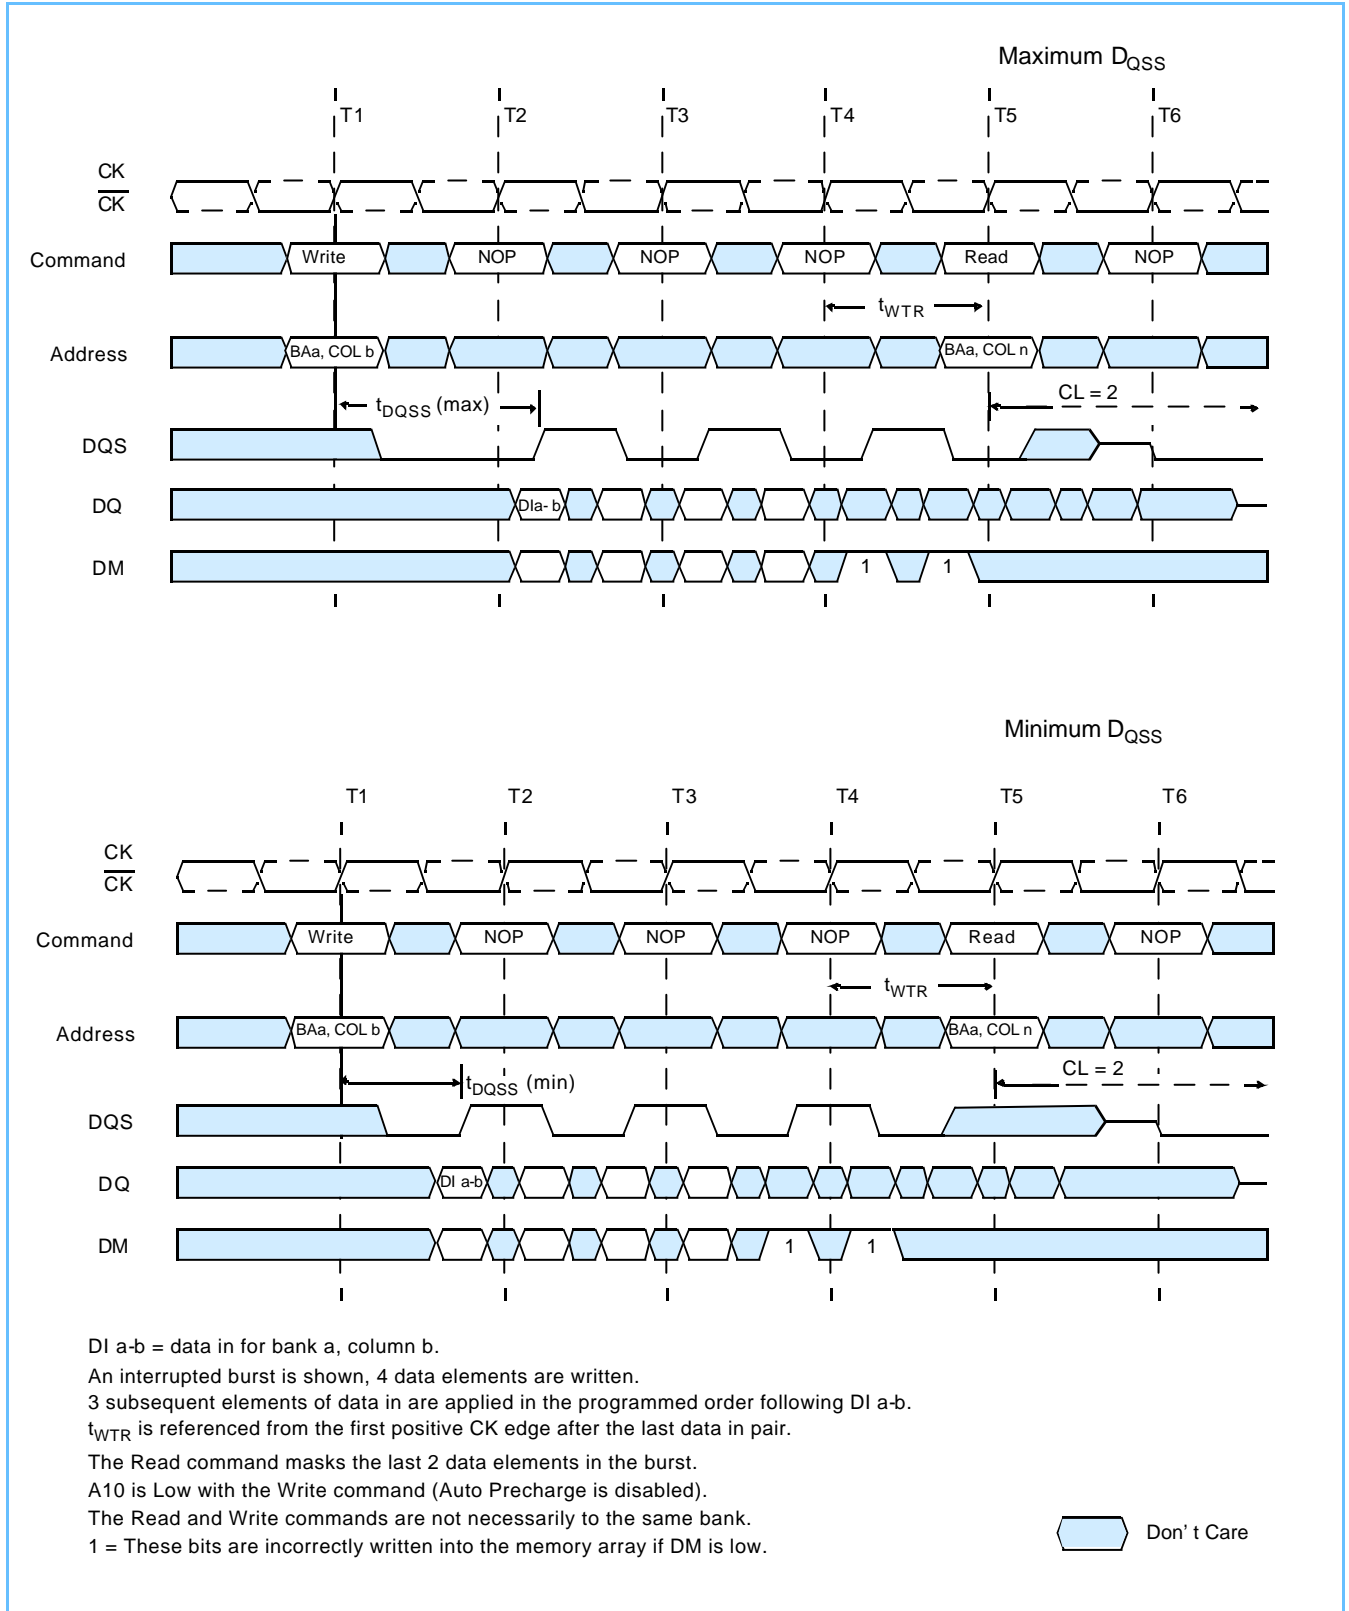 Maximum DQSS
T1 T2 T3 T4 T5 T6
CK
CK
Command Write NOP NOP NOP Read NOP
tWTR
Address BAa, COL b BAa, COL n
tDQSS (max) CL = 2
DQS
DQ DIa- b
DM 1 1
Minimum DQSS
T1 T2 T3 T4 T5 T6
CK
CK
Command Write NOP NOP NOP Read NOP
tWTR
Address BAa, COL b BAa, COL n
tDQSS (min) CL = 2
DQS
DQ DI a-b
DM 1 1
DI a-b = data in for bank a, column b.
An interrupted burst is shown, 4 data elements are written.
3 subsequent elements of data in are applied in the programmed order following DI a-b.
tWTR is referenced from the first positive CK edge after the last data in pair.
The Read command masks the last 2 data elements in the burst.
A10 is Low with the Write command (Auto Precharge is disabled).
The Read and Write commands are not necessarily to the same bank.
1 = These bits are incorrectly written into the memory array if DM is low.
Don' t Care